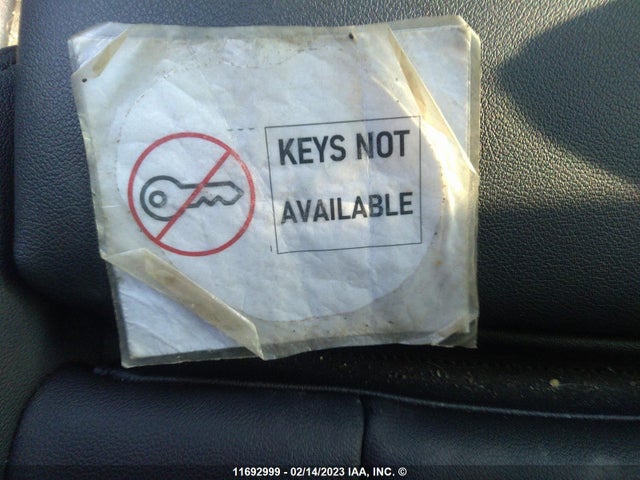 KEYS NOT
AVAILABLE
11692999 - 02/14/2023 IAA, INC. ©